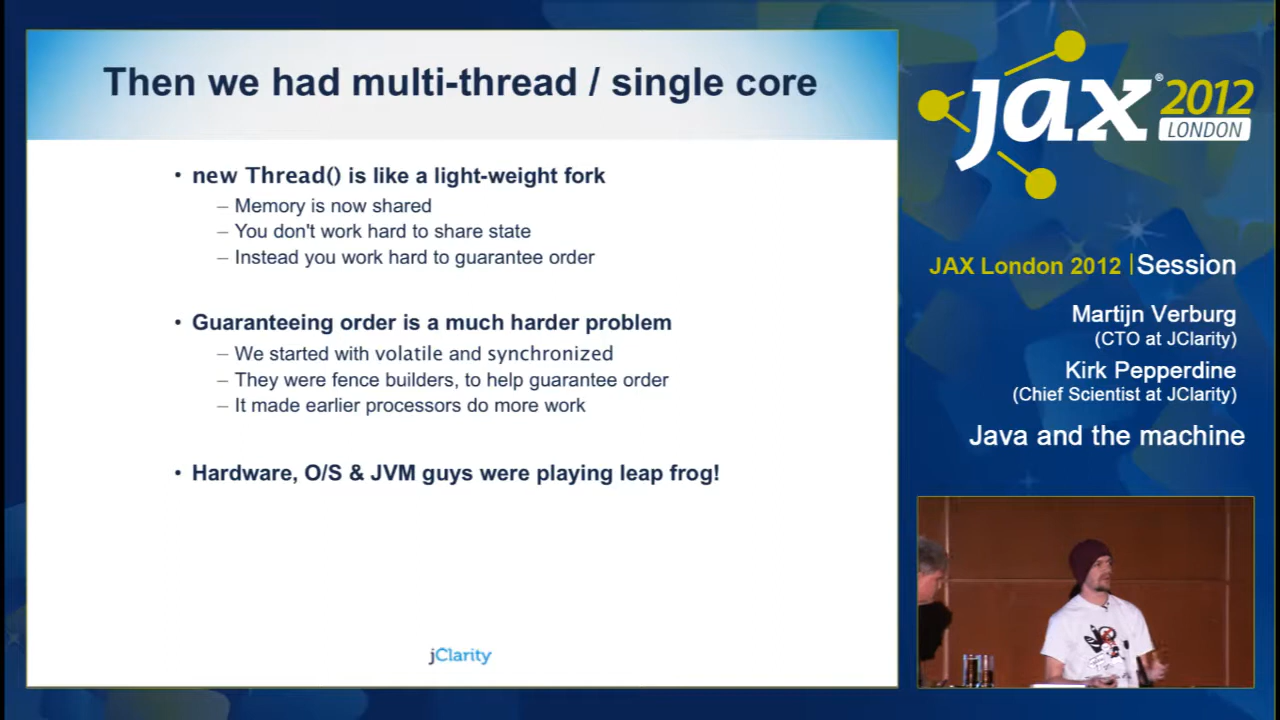 Then we had multi-thread / single core
• new Thread() is like a light-weight fork
– Memory is now shared
– You don't work hard to share state
– Instead you work hard to guarantee order
• Guaranteeing order is a much harder problem
– We started with volatile and synchronized
– They were fence builders, to help guarantee order
– It made earlier processors do more work
• Hardware, O/S & JVM guys were playing leap frog!
jClarity
jax® 2012
LONDON
JAX London 2012 | Session
Martijn Verburg
(CTO at JClarity)
Kirk Pepperdine
(Chief Scientist at JClarity)
Java and the machine